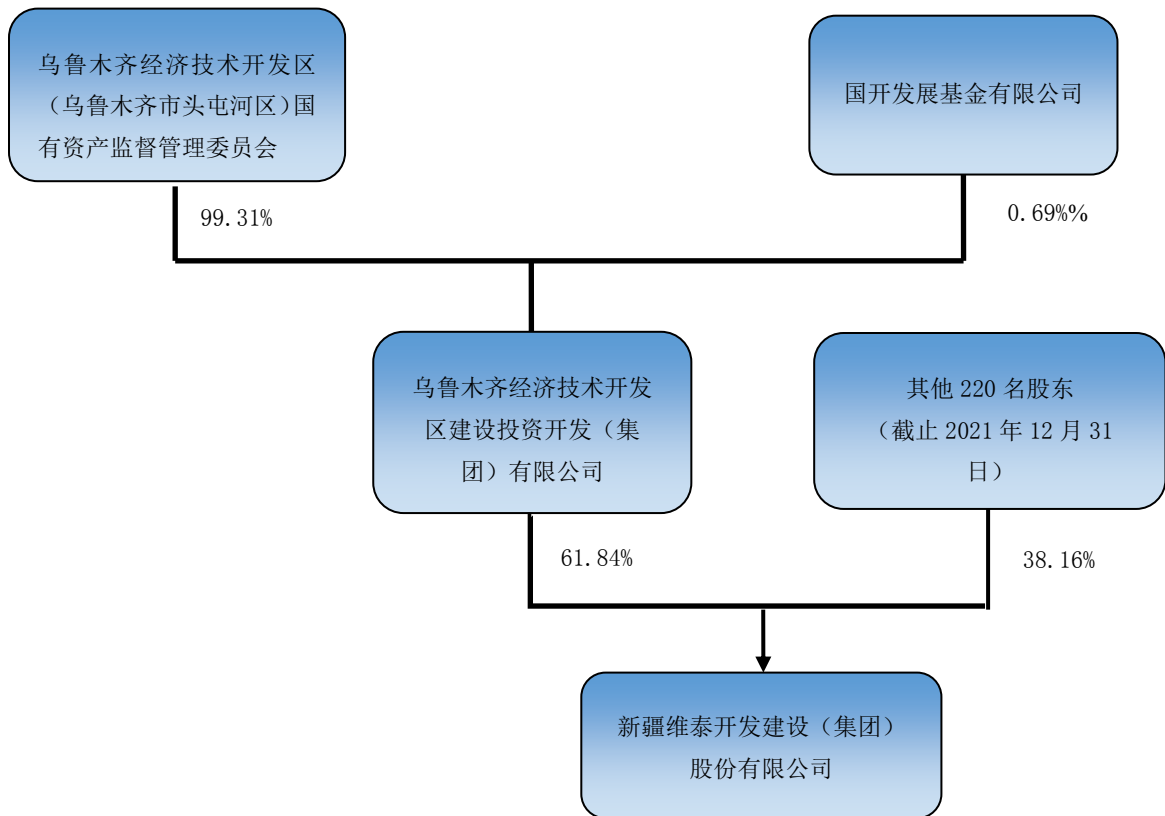 乌鲁木齐经济技术开发区
（乌鲁木齐市头屯河区）国
有资产监督管理委员会
国开发展基金有限公司
99.31%
0.69%%
乌鲁木齐经济技术开发
区建设投资开发（集
团）有限公司
其他 220 名股东
（截止 2021 年 12 月 31
日）
61.84%
38.16%
新疆维泰开发建设（集团）
股份有限公司